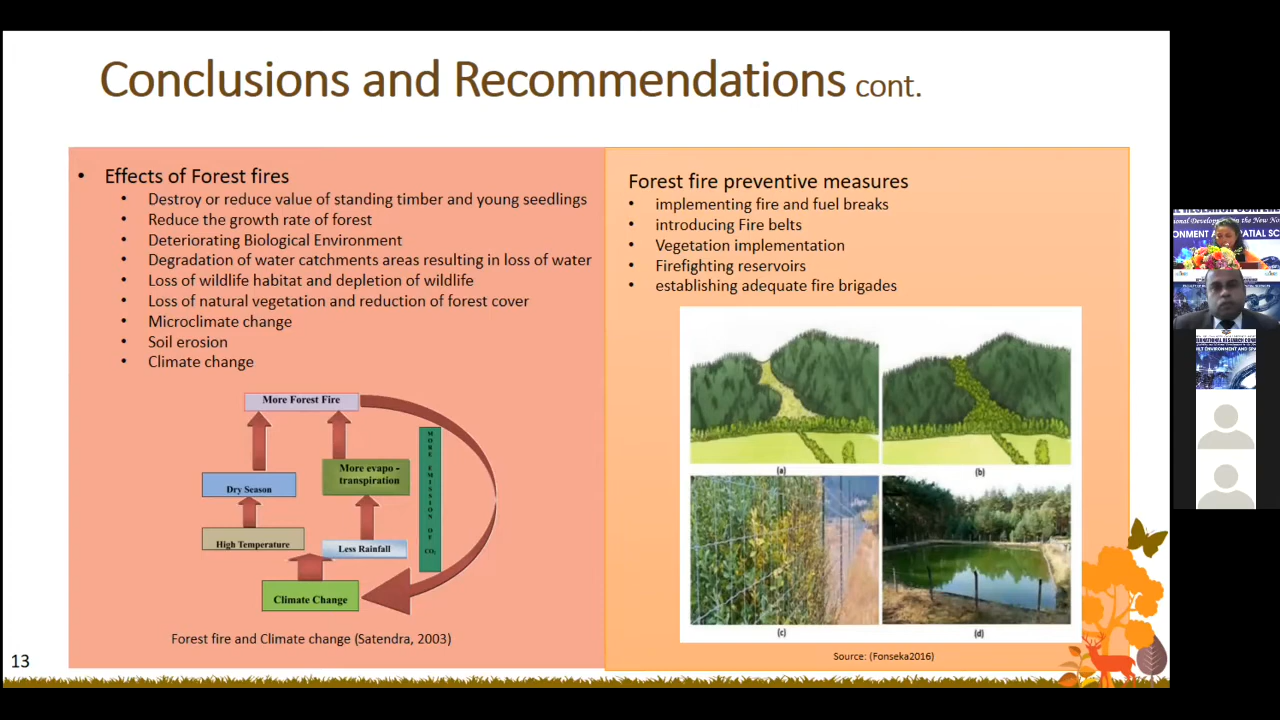 Conclusions and Recommendations cont.
• Effects of Forest fires
• Destroy or reduce value of standing timber and young seedlings
• Reduce the growth rate of forest
• Deteriorating Biological Environment
• Degradation of water catchments areas resulting in loss of water
• Loss of wildlife habitat and depletion of wildlife
• Loss of natural vegetation and reduction of forest cover
• Microclimate change
• Soil erosion
• Climate change
More Forest Fire
Dry Season
More evapo -
transpiration
High Temperature
Less Rainfall
Climate Change
MORE EMISSION OF CO₂
Forest fire and Climate change (Satendra, 2003)
13
Forest fire preventive measures
• implementing fire and fuel breaks
• introducing Fire belts
• Vegetation implementation
• Firefighting reservoirs
• establishing adequate fire brigades
(a)
(b)
(c)
(d)
Source: (Fonseka2016)